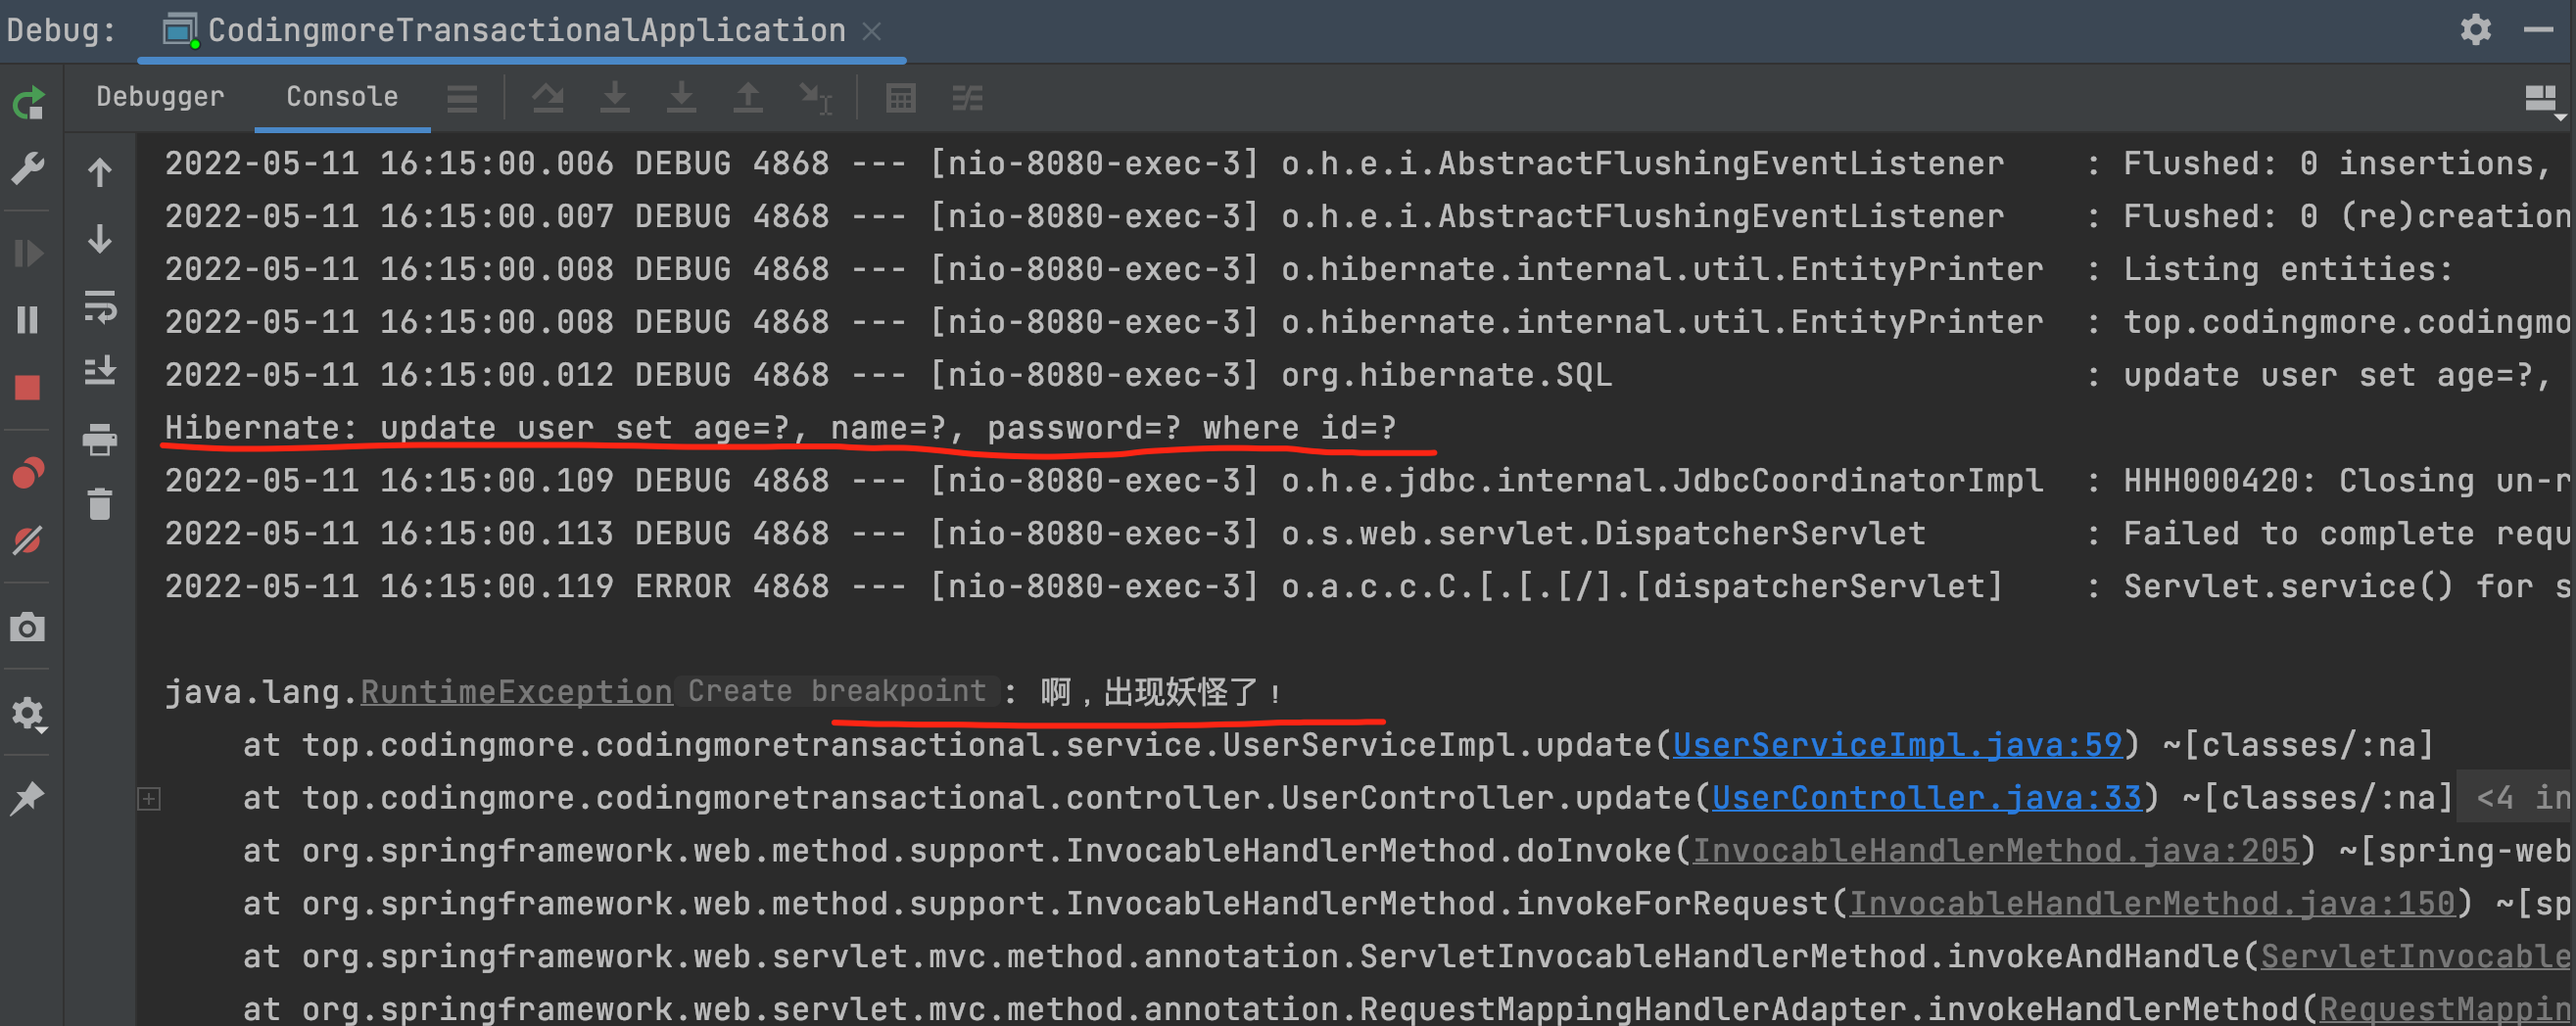 Debug: CodingmoreTransactionalApplication
Debugger Console
2022-05-11 16:15:00.006 DEBUG 4868 --- [nio-8080-exec-3] o.h.e.i.AbstractFlushingEventListener : Flushed: 0 insertions,
2022-05-11 16:15:00.007 DEBUG 4868 --- [nio-8080-exec-3] o.h.e.i.AbstractFlushingEventListener : Flushed: 0 (re)creation
2022-05-11 16:15:00.008 DEBUG 4868 --- [nio-8080-exec-3] o.hibernate.internal.util.EntityPrinter : Listing entities:
2022-05-11 16:15:00.008 DEBUG 4868 --- [nio-8080-exec-3] o.hibernate.internal.util.EntityPrinter : top.codingmore.codingmo
2022-05-11 16:15:00.012 DEBUG 4868 --- [nio-8080-exec-3] org.hibernate.SQL : update user set age=?,
Hibernate: update user set age=?, name=?, password=? where id=?
2022-05-11 16:15:00.109 DEBUG 4868 --- [nio-8080-exec-3] o.h.e.jdbc.internal.JdbcCoordinatorImpl : HHH000420: Closing un-r
2022-05-11 16:15:00.113 DEBUG 4868 --- [nio-8080-exec-3] o.s.web.servlet.DispatcherServlet : Failed to complete requ
2022-05-11 16:15:00.119 ERROR 4868 --- [nio-8080-exec-3] o.a.c.c.C.[.[.[/].[dispatcherServlet] : Servlet.service() for s
java.lang.RuntimeException Create breakpoint : 啊，出现妖怪了！
at top.codingmore.codingmoretransactional.service.UserServiceImpl.update(UserServiceImpl.java:59) ~[classes/:na]
at top.codingmore.codingmoretransactional.controller.UserController.update(UserController.java:33) ~[classes/:na] <4 in
at org.springframework.web.method.support.InvocableHandlerMethod.doInvoke(InvocableHandlerMethod.java:205) ~[spring-web
at org.springframework.web.method.support.InvocableHandlerMethod.invokeForRequest(InvocableHandlerMethod.java:150) ~[sp
at org.springframework.web.servlet.mvc.method.annotation.ServletInvocableHandlerMethod.invokeAndHandle(ServletInvocable
at org.springframework.web.servlet.mvc.method.annotation.RequestMappingHandlerAdapter.invokeHandlerMethod(RequestMappin